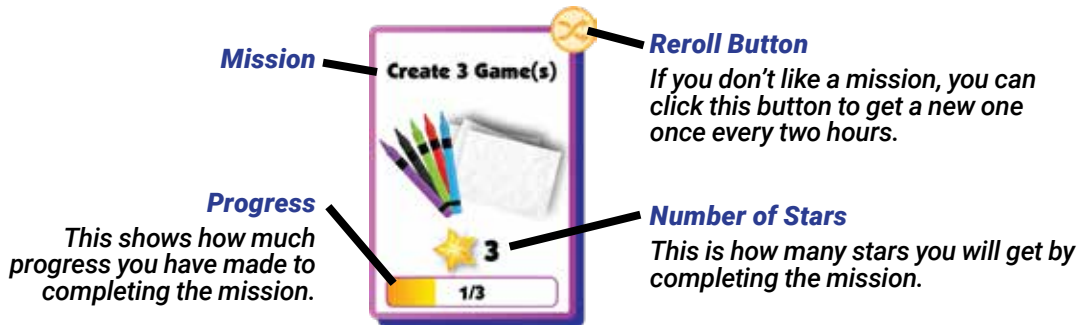 Mission
Create 3 Game(s)
Reroll Button
If you don’t like a mission, you can
click this button to get a new one
once every two hours.
Progress
This shows how much
progress you have made to
completing the mission.
3
1/3
Number of Stars
This is how many stars you will get by
completing the mission.